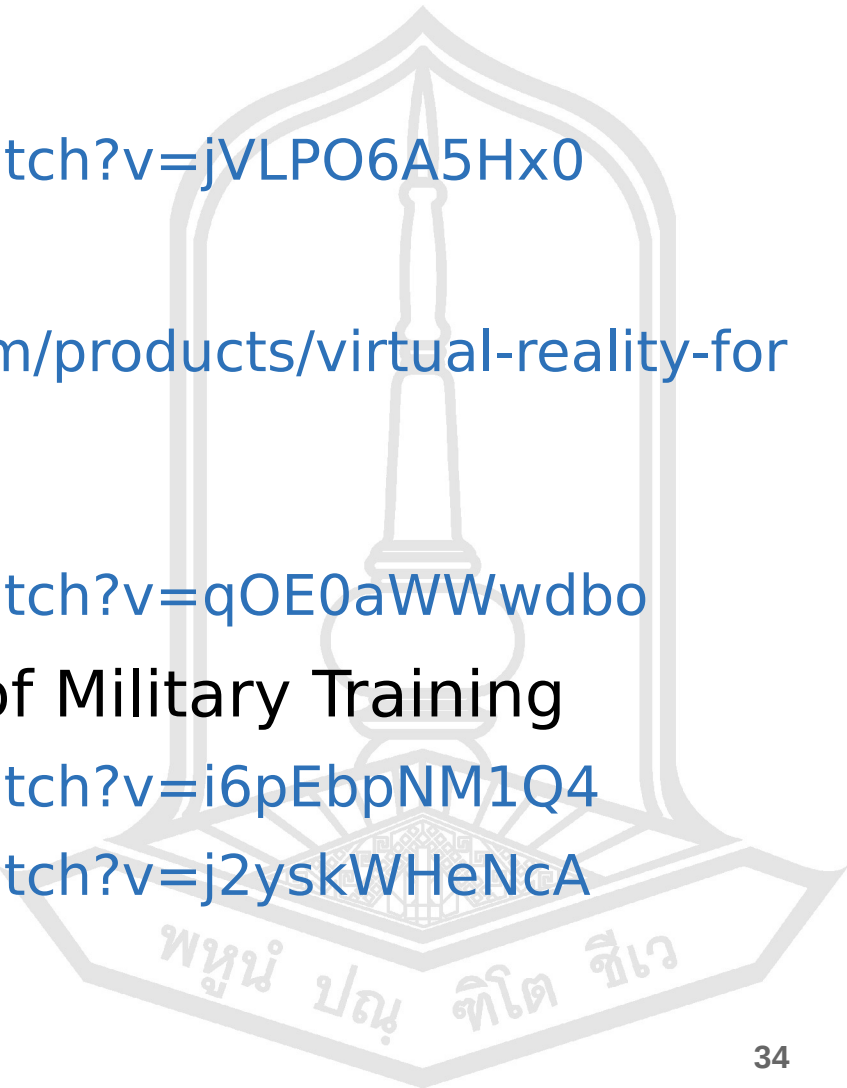 tch?v=jVLPO6A5Hx0
m/products/virtual-reality-for
tch?v=qOE0aWWwdbo
of Military Training
tch?v=i6pEbpNM1Q4
tch?v=j2yskWHeNcA
พหูนํ ปณฺฑิโต ชีเว
34